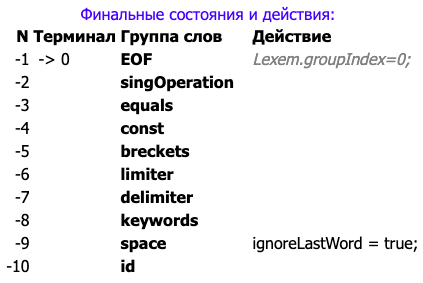 Финальные состояния и действия:
N Терминал Группа слов Действие
-1 -> 0 EOF Lexem.groupIndex=0;
-2 singOperation
-3 equals
-4 const
-5 breckets
-6 limiter
-7 delimiter
-8 keywords
-9 space ignoreLastWord = true;
-10 id